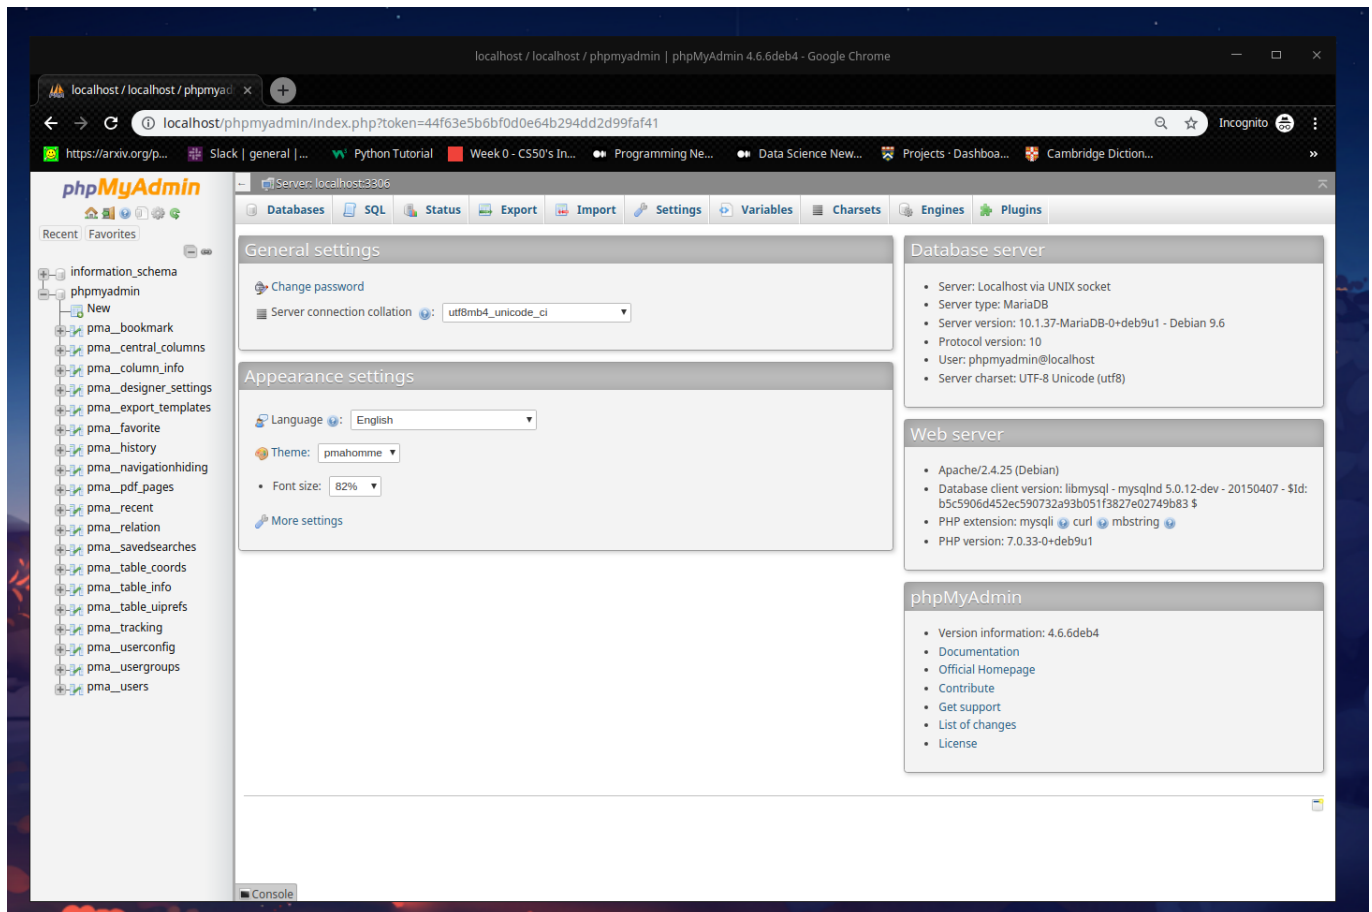 localhost / localhost / phpmyadmin | phpMyAdmin 4.6.6deb4 - Google Chrome
localhost / localhost / phpmyad
localhost/phpmyadmin/index.php?token=44f63e5b6bf0d0e64b294dd2d99faf41
Incognito
https://arxiv.org/p...
Slack | general |...
Python Tutorial
Week 0 - CS50's In...
Programming Ne...
Data Science New...
Projects · Dashboa...
Cambridge Diction...
»
phpMyAdmin
Recent Favorites
information_schema
phpmyadmin
New
pma__bookmark
pma__central_columns
pma__column_info
pma__designer_settings
pma__export_templates
pma__favorite
pma__history
pma__navigationhiding
pma__pdf_pages
pma__recent
pma__relation
pma__savedsearches
pma__table_coords
pma__table_info
pma__table_uiprefs
pma__tracking
pma__userconfig
pma__usergroups
pma__users
Server: localhost:3306
Databases SQL Status Export Import Settings Variables Charsets Engines Plugins
General settings
Change password
Server connection collation : utf8mb4_unicode_ci
Appearance settings
Language : English
Theme: pmahomme
• Font size: 82%
More settings
Database server
• Server: Localhost via UNIX socket
• Server type: MariaDB
• Server version: 10.1.37-MariaDB-0+deb9u1 - Debian 9.6
• Protocol version: 10
• User: phpmyadmin@localhost
• Server charset: UTF-8 Unicode (utf8)
Web server
• Apache/2.4.25 (Debian)
• Database client version: libmysql - mysqlnd 5.0.12-dev - 20150407 - $Id:
b5c5906d452ec590732a93b051f3827e02749b83 $
• PHP extension: mysqli curl mbstring
• PHP version: 7.0.33-0+deb9u1
phpMyAdmin
• Version information: 4.6.6deb4
• Documentation
• Official Homepage
• Contribute
• Get support
• List of changes
• License
Console